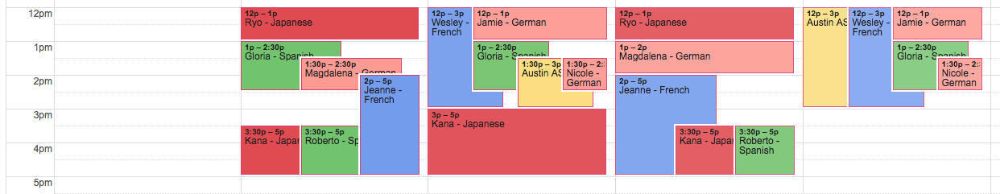 12pm
1pm
2pm
3pm
4pm
5pm
12p – 1p
Ryo - Japanese
1p – 2:30p
Gloria - Spanish
1:30p – 2:30p
Magdalena - German
2p – 5p
Jeanne -
French
3:30p – 5p
Kana - Japan
3:30p – 5p
Roberto - Sp
12p – 3p
Wesley -
French
12p – 1p
Jamie - German
1p – 2:30p
Gloria - Spanish
1:30p – 3p
Austin AS
1:30p – 2:
Nicole -
German
3p – 5p
Kana - Japanese
12p – 1p
Ryo - Japanese
1p – 2p
Magdalena - German
2p – 5p
Jeanne - French
3:30p – 5p
Kana - Japan
3:30p – 5p
Roberto -
Spanish
12p – 3p
Austin AS
12p – 3p
Wesley -
French
12p – 1p
Jamie - German
1p – 2:30p
Gloria - Spanish
1:30p – 2:
Nicole -
German